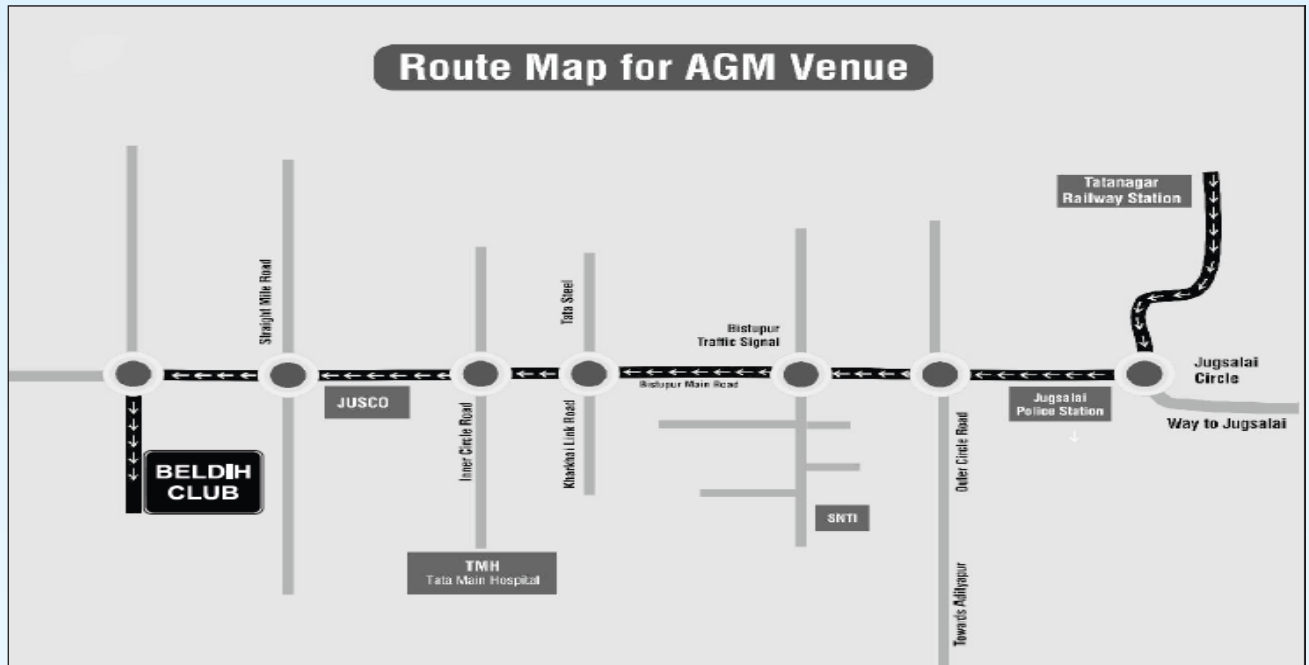 Route Map for AGM Venue
Tatanagar
Railway Station
Straight Mile Road
Tata Steel
Bistupur
Traffic Signal
Jugsalai
Circle
Bistupur Main Road
JUSCO
Jugsalai
Police Station
Way to Jugsalai
BELDIH
CLUB
Inner Circle Road
Kharkhai Link Road
Outer Circle Road
SNTI
TMH
Tata Main Hospital
Towards Adityapur